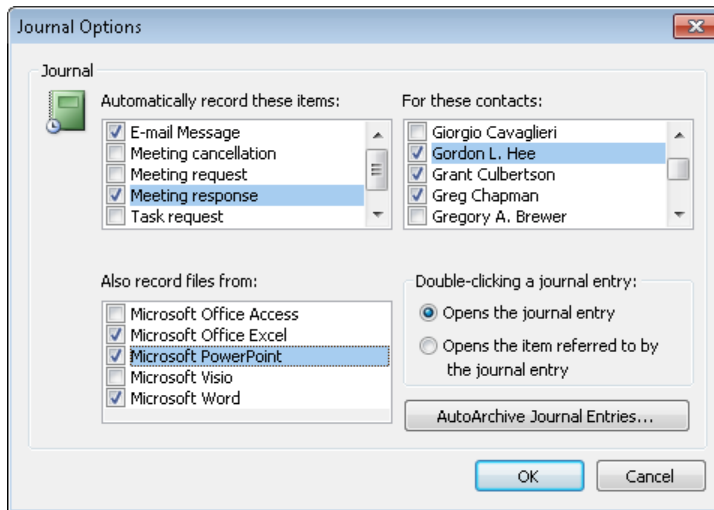 Journal Options
Journal
Automatically record these items:
E-mail Message
Meeting cancellation
Meeting request
Meeting response
Task request
For these contacts:
Giorgio Cavaglieri
Gordon L. Hee
Grant Culbertson
Greg Chapman
Gregory A. Brewer
Also record files from:
Microsoft Office Access
Microsoft Office Excel
Microsoft PowerPoint
Microsoft Visio
Microsoft Word
Double-clicking a journal entry:
Opens the journal entry
Opens the item referred to by
the journal entry
AutoArchive Journal Entries...
OK
Cancel